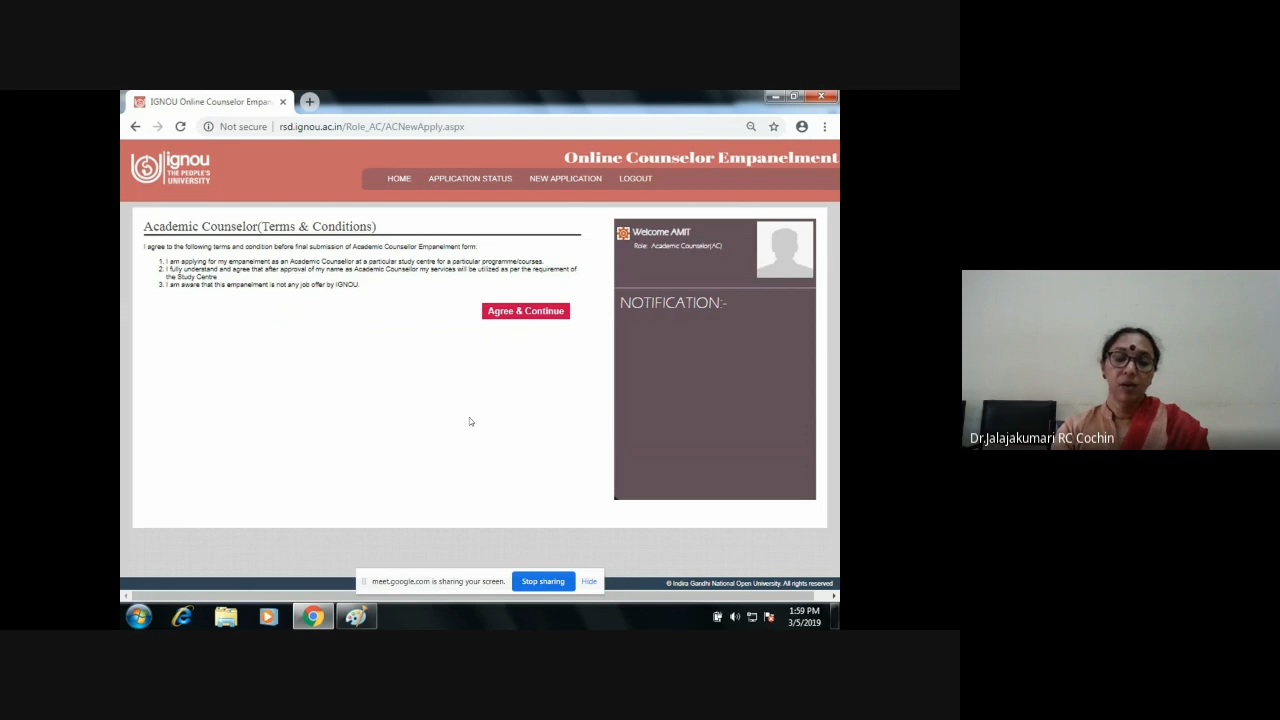 IGNOU Online Counselor Empan
Not secure | rsd.ignou.ac.in/Role_AC/ACNewApply.aspx
ignou
THE PEOPLE'S
UNIVERSITY
Online Counselor Empanelment
HOME APPLICATION STATUS NEW APPLICATION LOGOUT
Academic Counselor(Terms & Conditions)
I agree to the following terms and condition before final submission of Academic Counsellor Empanelment form:
1. I am applying for my empanelment as an Academic Counsellor at a particular study centre for a particular programme/courses.
2. I fully understand and agree that after approval of my name as Academic Counsellor my services will be utilized as per the requirement of
the Study Centre
3. I am aware that this empanelment is not any job offer by IGNOU.
Agree & Continue
Welcome AMIT
Role: Academic Counselor(AC)
NOTIFICATION:-
Dr.Jalajakumari RC Cochin
meet.google.com is sharing your screen. Stop sharing Hide
© Indira Gandhi National Open University. All rights reserved
1:59 PM
3/5/2019